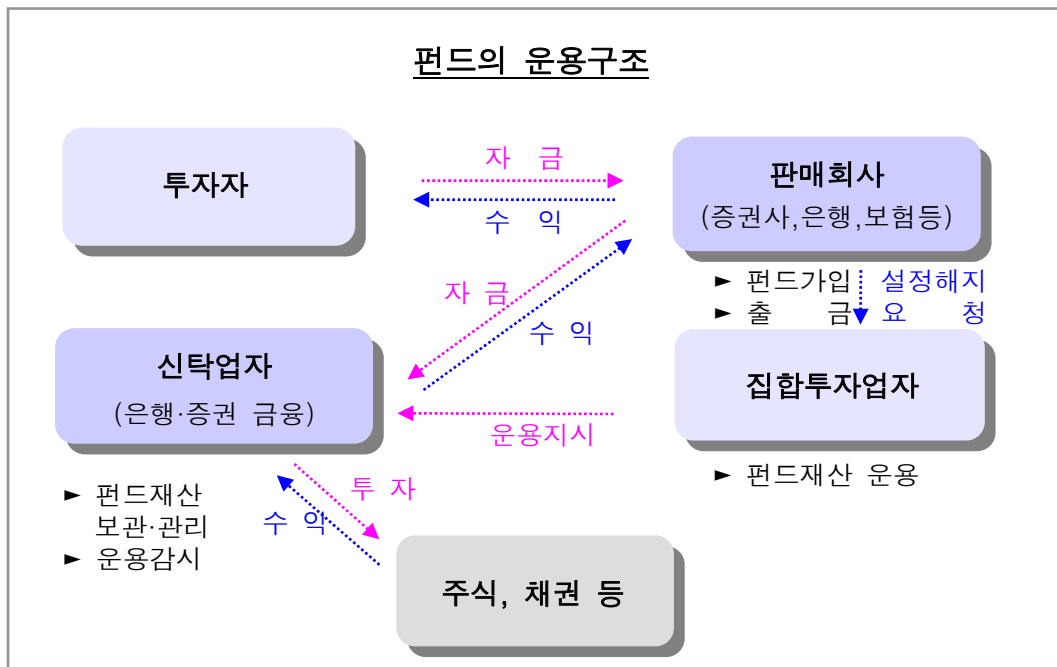 펀드의 운용구조
투자자
자 금
수 익
판매회사
(증권사,은행,보험등)
► 펀드가입
► 출 금
설정해지
요 청
자 금
수 익
신탁업자
(은행·증권 금융)
집합투자업자
운용지시
► 펀드재산 운용
► 펀드재산
보관·관리
► 운용감시
투 자
수 익
주식, 채권 등